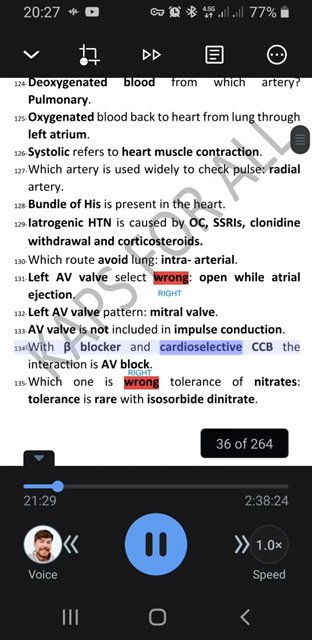 20:27 4.5G 77%
124- Deoxygenated blood from which artery?
Pulmonary.
125- Oxygenated blood back to heart from lung through
left atrium.
126- Systolic refers to heart muscle contraction.
127- Which artery is used widely to check pulse: radial
artery.
128- Bundle of His is present in the heart.
129- Iatrogenic HTN is caused by OC, SSRIs, clonidine
withdrawal and corticosteroids.
130- Which route avoid lung: intra- arterial.
131- Left AV valve select wrong: open while atrial
ejection. RIGHT
132- Left AV valve pattern: mitral valve.
133- AV valve is not included in impulse conduction.
134- With β blocker and cardioselective CCB the
interaction is AV block.
RIGHT
135- Which one is wrong tolerance of nitrates:
tolerance is rare with isosorbide dinitrate.
KAPS FOR ALL
36 of 264
21:29 2:38:24
1.0×
Voice Speed